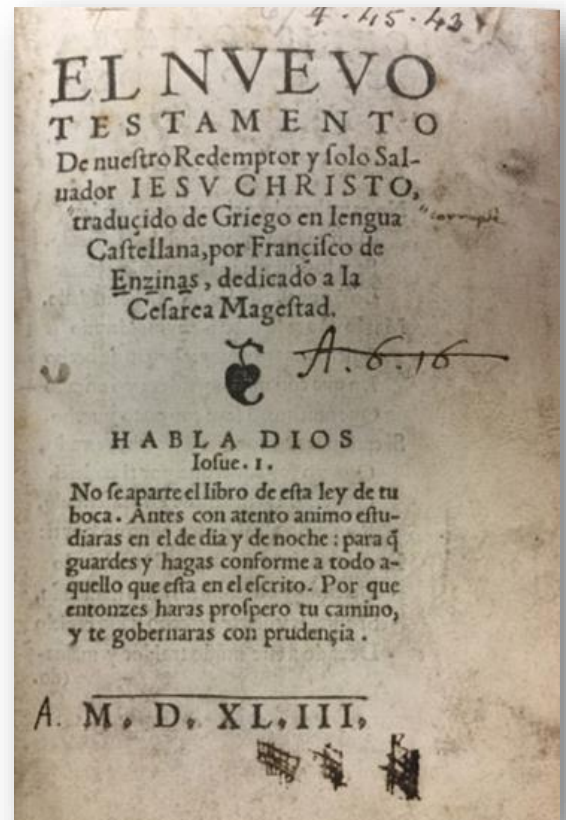 4·45·43
EL NVEVO
TESTAMENTO
De nueſtro Redemptor y ſolo Sal-
uador IESV CHRISTO,
traduçido de Griego en lengua
Caſtellana, por Françiſco de
Enzinas, dedicado a la
Ceſarea Mageſtad.
A.6.16
HABLA DIOS
Ioſue. 1.
No ſe aparte el libro de eſta ley de tu
boca. Antes con atento animo eſtu-
diaras en el de dia y de noche: para q̃
guardes y hagas conforme a todo a-
quello que eſta en el eſcrito. Por que
entonzes haras proſpero tu camino,
y te gobernaras con prudençia.
A. M. D. XL. III.